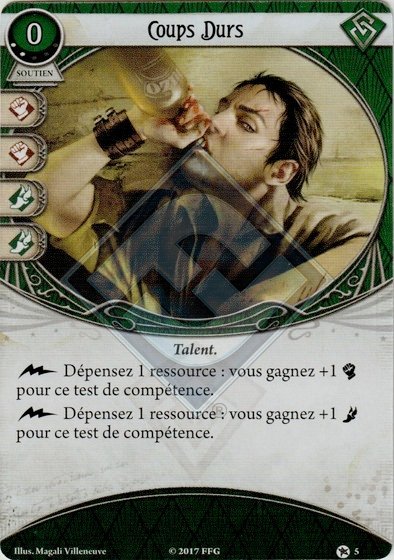 Coups Durs
0
SOUTIEN
Talent.
Dépensez 1 ressource : vous gagnez +1
pour ce test de compétence.
Dépensez 1 ressource : vous gagnez +1
pour ce test de compétence.
Illus. Magali Villeneuve
© 2017 FFG
5